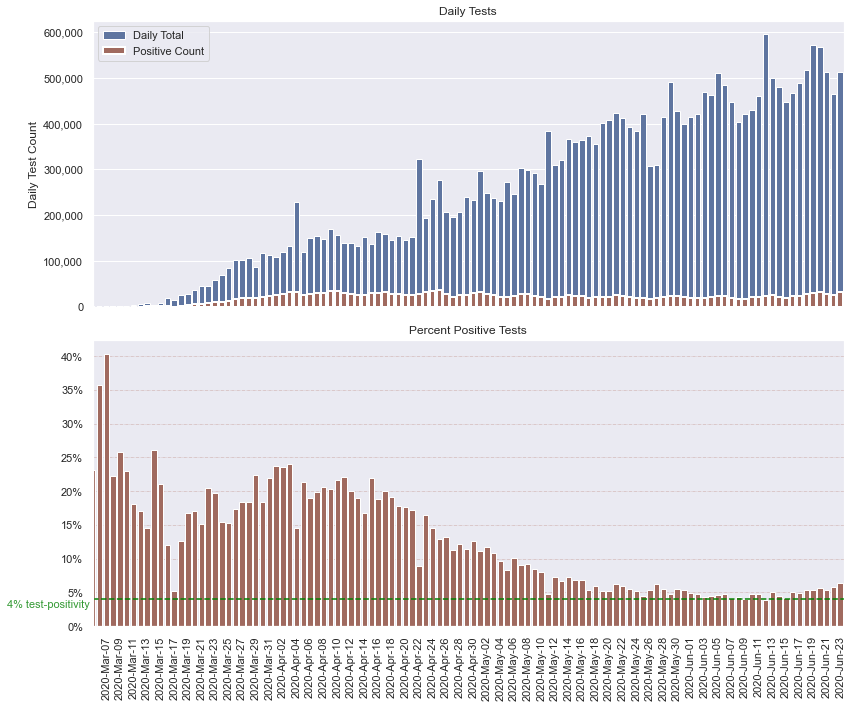 Daily Tests
Daily Total
Positive Count
600,000
500,000
400,000
300,000
200,000
100,000
0
Daily Test Count
Percent Positive Tests
40%
35%
30%
25%
20%
15%
10%
5%
4% test-positivity
0%
2020-Mar-07
2020-Mar-09
2020-Mar-11
2020-Mar-13
2020-Mar-15
2020-Mar-17
2020-Mar-19
2020-Mar-21
2020-Mar-23
2020-Mar-25
2020-Mar-27
2020-Mar-29
2020-Mar-31
2020-Apr-02
2020-Apr-04
2020-Apr-06
2020-Apr-08
2020-Apr-10
2020-Apr-12
2020-Apr-14
2020-Apr-16
2020-Apr-18
2020-Apr-20
2020-Apr-22
2020-Apr-24
2020-Apr-26
2020-Apr-28
2020-Apr-30
2020-May-02
2020-May-04
2020-May-06
2020-May-08
2020-May-10
2020-May-12
2020-May-14
2020-May-16
2020-May-18
2020-May-20
2020-May-22
2020-May-24
2020-May-26
2020-May-28
2020-May-30
2020-Jun-01
2020-Jun-03
2020-Jun-05
2020-Jun-07
2020-Jun-09
2020-Jun-11
2020-Jun-13
2020-Jun-15
2020-Jun-17
2020-Jun-19
2020-Jun-21
2020-Jun-23